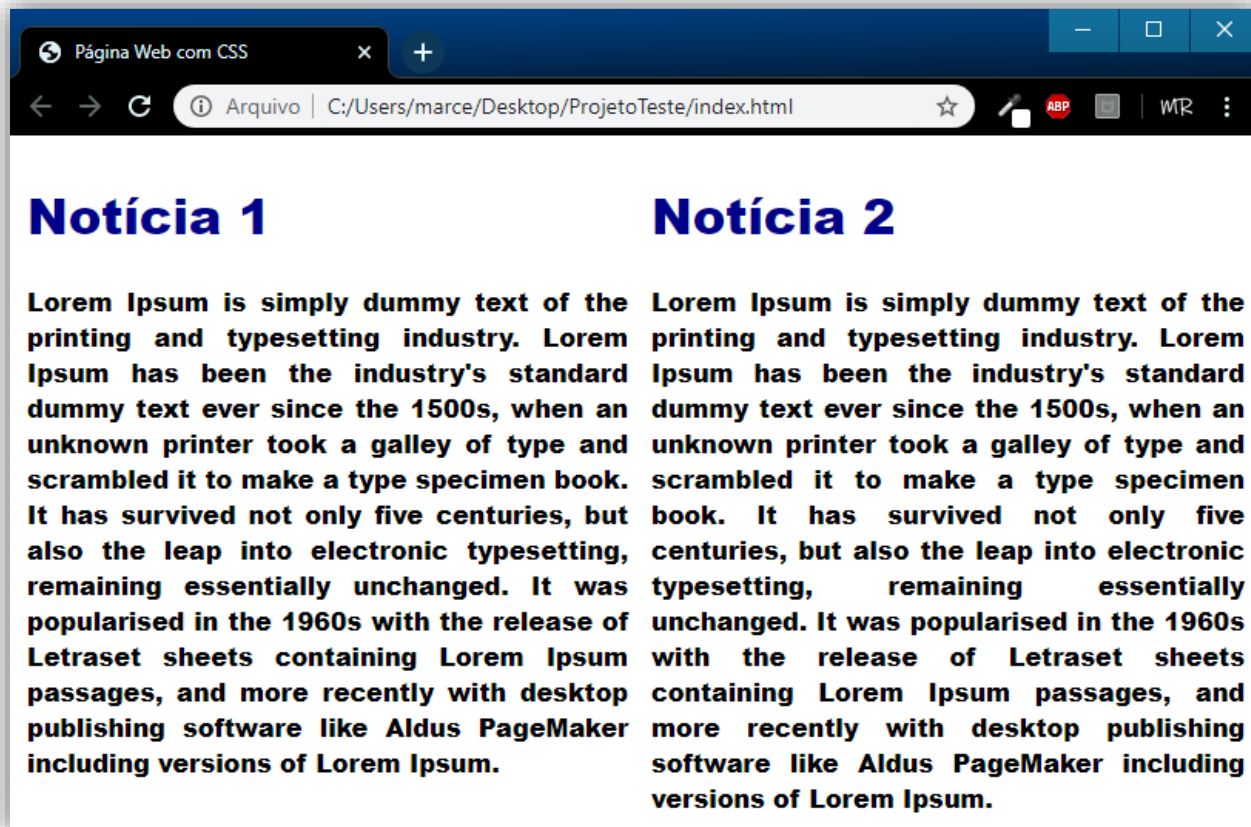 Página Web com CSS
Arquivo C:/Users/marce/Desktop/ProjetoTeste/index.html
ABP
MR
Notícia 1
Lorem Ipsum is simply dummy text of the
printing and typesetting industry. Lorem
Ipsum has been the industry's standard
dummy text ever since the 1500s, when an
unknown printer took a galley of type and
scrambled it to make a type specimen book.
It has survived not only five centuries, but
also the leap into electronic typesetting,
remaining essentially unchanged. It was
popularised in the 1960s with the release of
Letraset sheets containing Lorem Ipsum
passages, and more recently with desktop
publishing software like Aldus PageMaker
including versions of Lorem Ipsum.
Notícia 2
Lorem Ipsum is simply dummy text of the
printing and typesetting industry. Lorem
Ipsum has been the industry's standard
dummy text ever since the 1500s, when an
unknown printer took a galley of type and
scrambled it to make a type specimen
book. It has survived not only five
centuries, but also the leap into electronic
typesetting, remaining essentially
unchanged. It was popularised in the 1960s
with the release of Letraset sheets
containing Lorem Ipsum passages, and
more recently with desktop publishing
software like Aldus PageMaker including
versions of Lorem Ipsum.